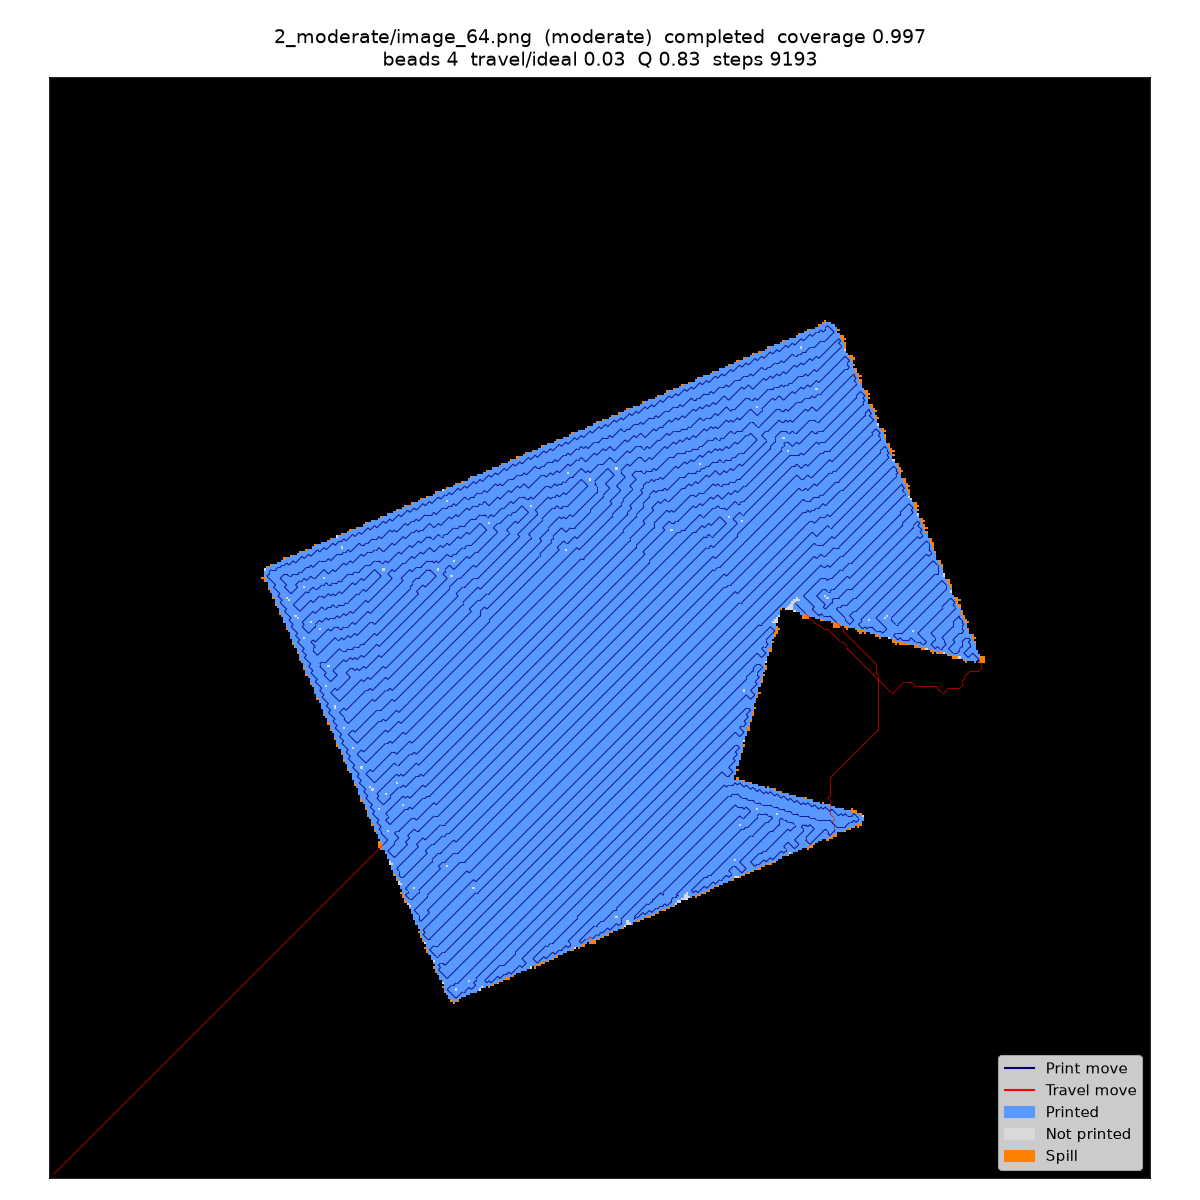 2_moderate/image_64.png  (moderate)  completed  coverage 0.997
beads 4  travel/ideal 0.03  Q 0.83  steps 9193
Print move
Travel move
Printed
Not printed
Spill